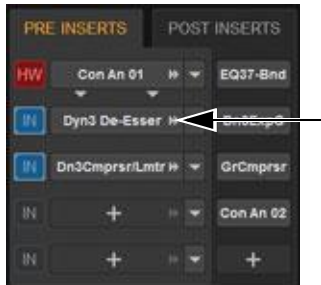 PRE INSERTS POST INSERTS
HW Con An 01 EQ37-Bnd
IN Dyn3 De-Esser Dn3ExpG
IN Dn3Cmprsr/Lmtr GrCmprsr
IN + Con An 02
IN + +